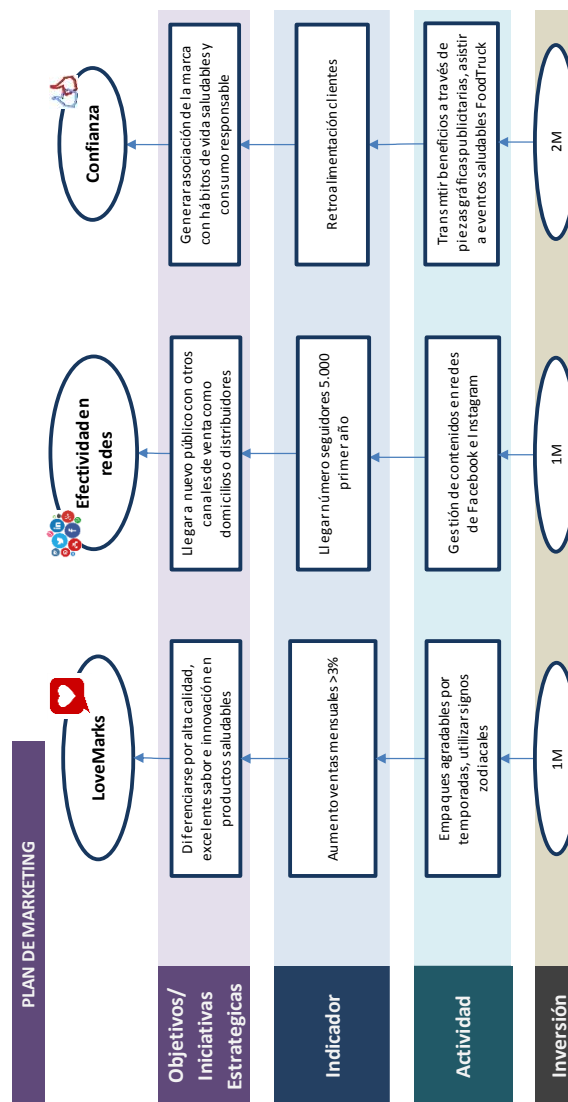 PLAN DE MARKETING
LoveMarks
Efectividad en
redes
Confianza
Objetivos/
Iniciativas
Estrategicas
Diferenciarse por alta calidad,
excelente sabor e innovación en
productos saludables
Llegar a nuevo público con otros
canales de venta como
domicilios o distribuidores
Generar asociación de la marca
con hábitos de vida saludables y
consumo responsable
Indicador
Aumento ventas mensuales >3%
Llegar número seguidores 5.000
primer año
Retroalimentación clientes
Actividad
Empaques agradables por
temporadas, utilizar signos
zodiacales
Gestión de contenidos en redes
de Facebook e Instagram
Transmtir beneficios a través de
piezas gráficas publicitarias, asistir
a eventos saludables FoodTruck
Inversión
1M
1M
2M